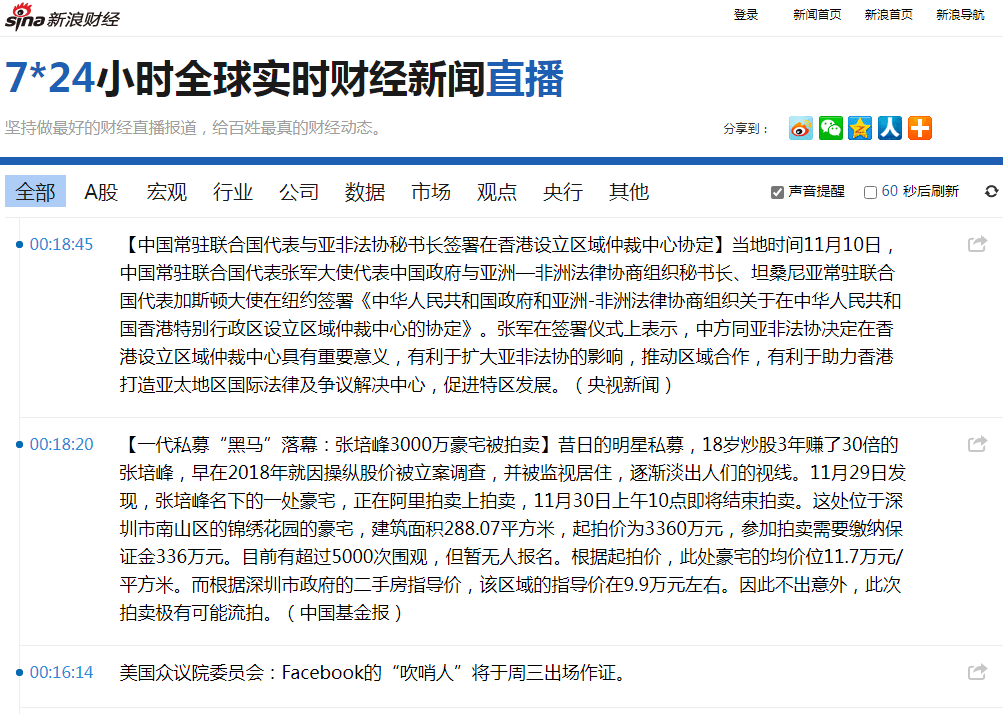 sina新浪财经
登录 新闻首页 新浪首页 新浪导航
7*24小时全球实时财经新闻直播
坚持做最好的财经直播报道，给百姓最真的财经动态。
分享到：
全部 A股 宏观 行业 公司 数据 市场 观点 央行 其他 声音提醒 60 秒后刷新
00:18:45 【中国常驻联合国代表与亚非法协秘书长签署在香港设立区域仲裁中心协定】当地时间11月10日，
中国常驻联合国代表张军大使代表中国政府与亚洲—非洲法律协商组织秘书长、坦桑尼亚常驻联合
国代表加斯顿大使在纽约签署《中华人民共和国政府和亚洲-非洲法律协商组织关于在中华人民共和
国香港特别行政区设立区域仲裁中心的协定》。张军在签署仪式上表示，中方同亚非法协决定在香
港设立区域仲裁中心具有重要意义，有利于扩大亚非法协的影响，推动区域合作，有利于助力香港
打造亚太地区国际法律及争议解决中心，促进特区发展。（央视新闻）
00:18:20 【一代私募“黑马”落幕：张培峰3000万豪宅被拍卖】昔日的明星私募，18岁炒股3年赚了30倍的
张培峰，早在2018年就因操纵股价被立案调查，并被监视居住，逐渐淡出人们的视线。11月29日发
现，张培峰名下的一处豪宅，正在阿里拍卖上拍卖，11月30日上午10点即将结束拍卖。这处位于深
圳市南山区的锦绣花园的豪宅，建筑面积288.07平方米，起拍价为3360万元，参加拍卖需要缴纳保
证金336万元。目前有超过5000次围观，但暂无人报名。根据起拍价，此处豪宅的均价位11.7万元/
平方米。而根据深圳市政府的二手房指导价，该区域的指导价在9.9万元左右。因此不出意外，此次
拍卖极有可能流拍。（中国基金报）
00:16:14 美国众议院委员会：Facebook的“吹哨人”将于周三出场作证。